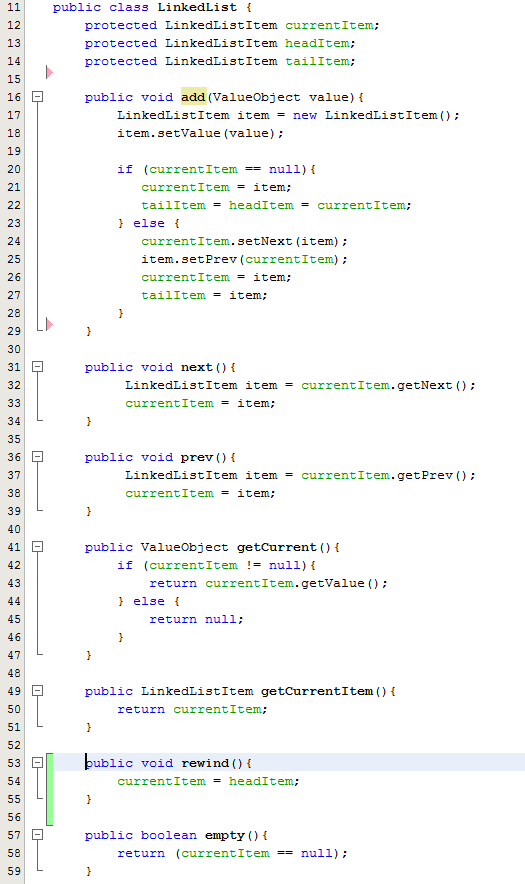 11 public class LinkedList {
12     protected LinkedListItem currentItem;
13     protected LinkedListItem headItem;
14     protected LinkedListItem tailItem;
15
16     public void add(ValueObject value){
17         LinkedListItem item = new LinkedListItem();
18         item.setValue(value);
19
20         if (currentItem == null){
21            currentItem = item;
22            tailItem = headItem = currentItem;
23         } else {
24            currentItem.setNext(item);
25            item.setPrev(currentItem);
26            currentItem = item;
27            tailItem = item;
28         }
29     }
30
31     public void next(){
32          LinkedListItem item = currentItem.getNext();
33          currentItem = item;
34     }
35
36     public void prev(){
37          LinkedListItem item = currentItem.getPrev();
38          currentItem = item;
39     }
40
41     public ValueObject getCurrent(){
42         if (currentItem != null){
43             return currentItem.getValue();
44         } else {
45             return null;
46         }
47     }
48
49     public LinkedListItem getCurrentItem(){
50         return currentItem;
51     }
52
53     public void rewind(){
54         currentItem = headItem;
55     }
56
57     public boolean empty(){
58         return (currentItem == null);
59     }